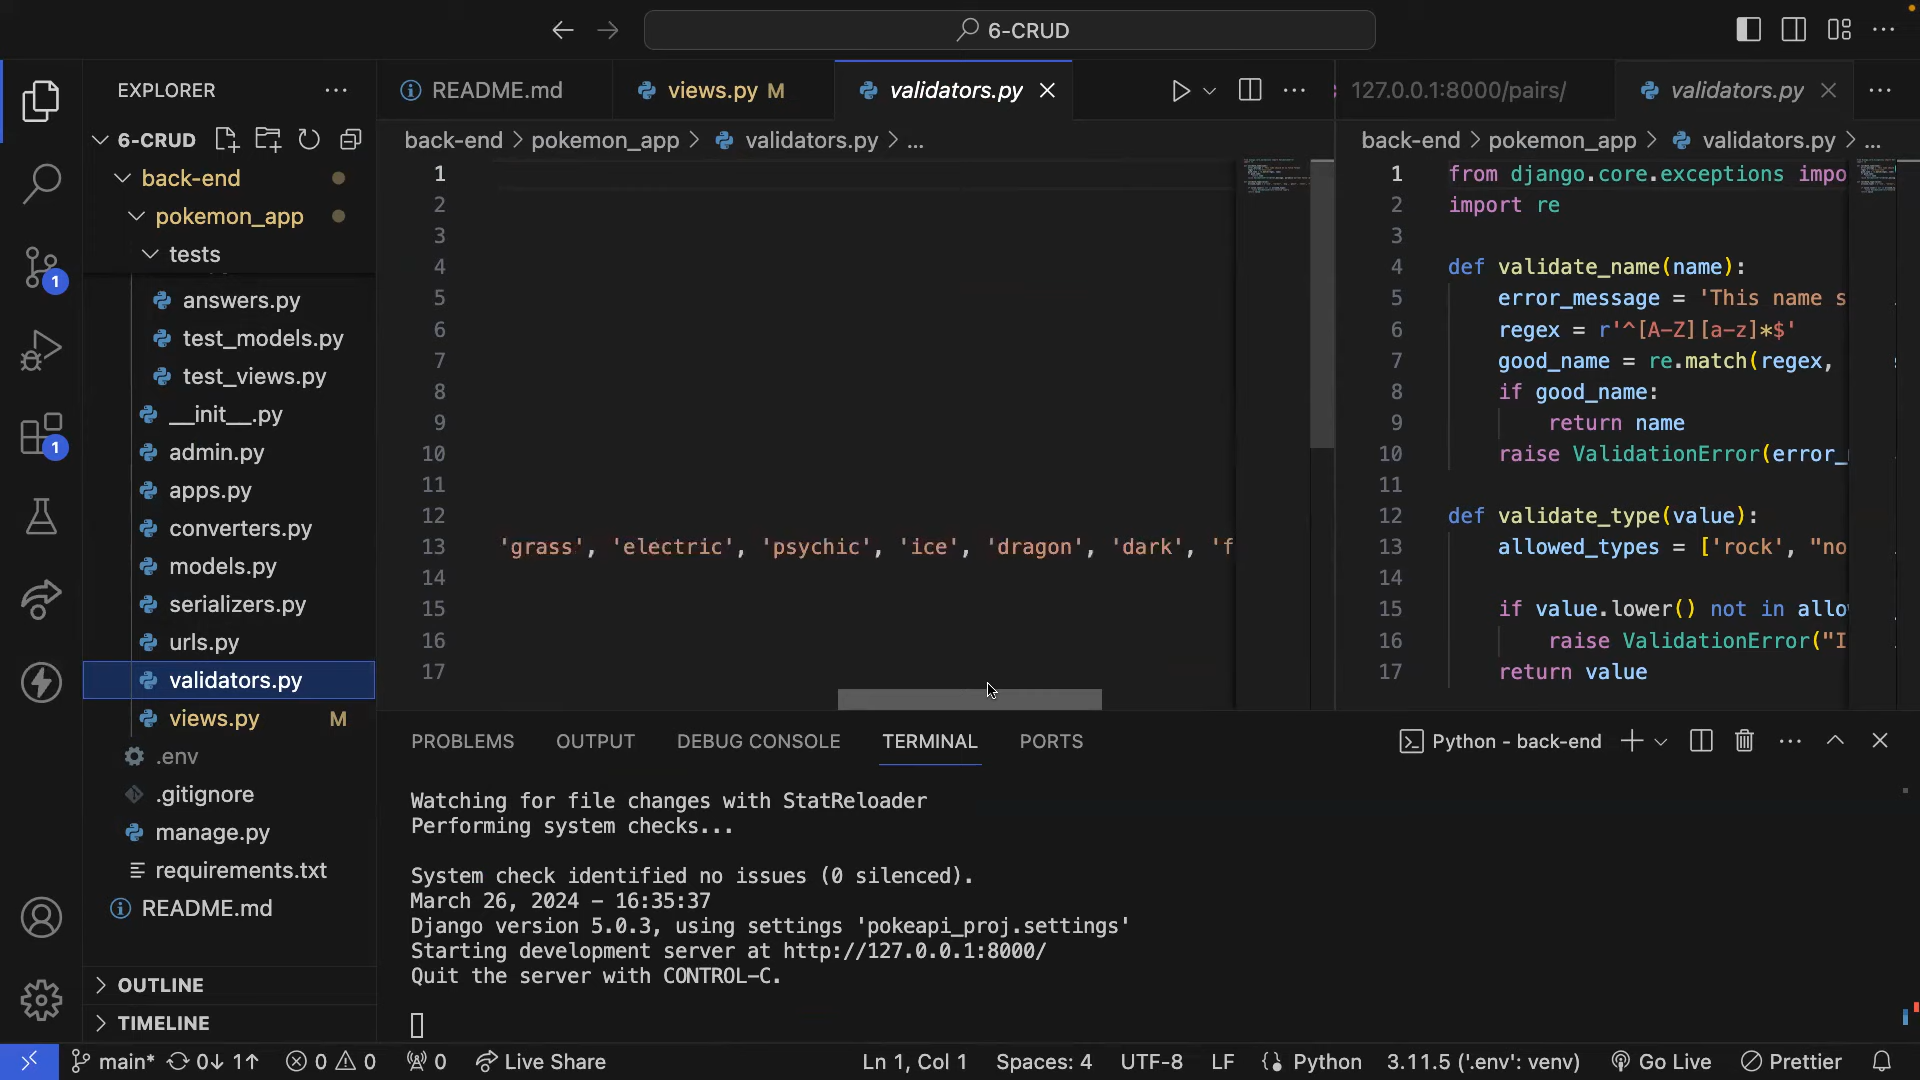 6-CRUD
EXPLORER
6-CRUD
back-end
pokemon_app
tests
answers.py
test_models.py
test_views.py
__init__.py
admin.py
apps.py
converters.py
models.py
serializers.py
urls.py
validators.py
views.py M
.env
.gitignore
manage.py
requirements.txt
README.md
OUTLINE
TIMELINE
1
1
README.md
views.py M
validators.py
back-end > pokemon_app > validators.py > ...
1
2
3
4
5
6
7
8
9
10
11
12
13 'grass', 'electric', 'psychic', 'ice', 'dragon', 'dark', 'f
14
15
16
17
127.0.0.1:8000/pairs/
validators.py
back-end > pokemon_app > validators.py > ...
1 from django.core.exceptions impo
2 import re
3
4 def validate_name(name):
5 error_message = 'This name s
6 regex = r'^[A-Z][a-z]*$'
7 good_name = re.match(regex,
8 if good_name:
9 return name
10 raise ValidationError(error_
11
12 def validate_type(value):
13 allowed_types = ['rock', "no
14
15 if value.lower() not in allo
16 raise ValidationError("I
17 return value
PROBLEMS OUTPUT DEBUG CONSOLE TERMINAL PORTS
Python - back-end
Watching for file changes with StatReloader
Performing system checks...
System check identified no issues (0 silenced).
March 26, 2024 - 16:35:37
Django version 5.0.3, using settings 'pokeapi_proj.settings'
Starting development server at http://127.0.0.1:8000/
Quit the server with CONTROL-C.
main* 0↓ 1↑ 0 0 0 Live Share Ln 1, Col 1 Spaces: 4 UTF-8 LF Python 3.11.5 ('.env': venv) Go Live Prettier